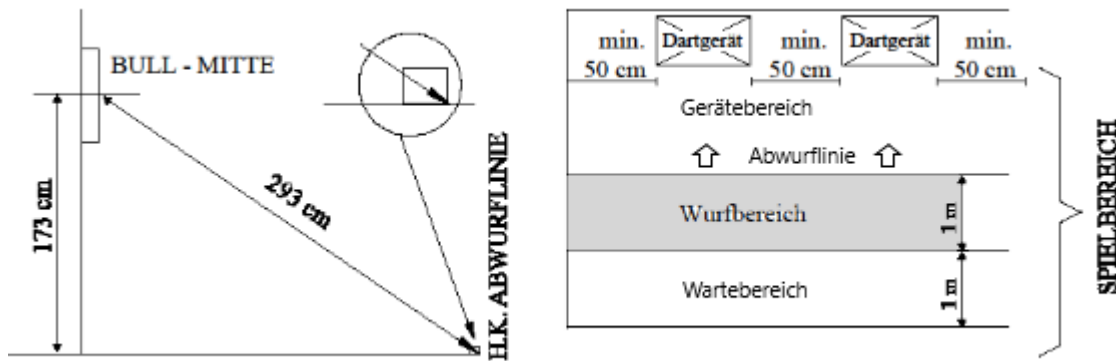 BULL - MITTE
173 cm
293 cm
H.K. ABWURFLINIE
min. Dartgerät min. Dartgerät min.
50 cm 50 cm 50 cm
Gerätebereich
Abwurflinie
Wurfbereich
1 m
Wartebereich
1 m
SPIELBEREICH